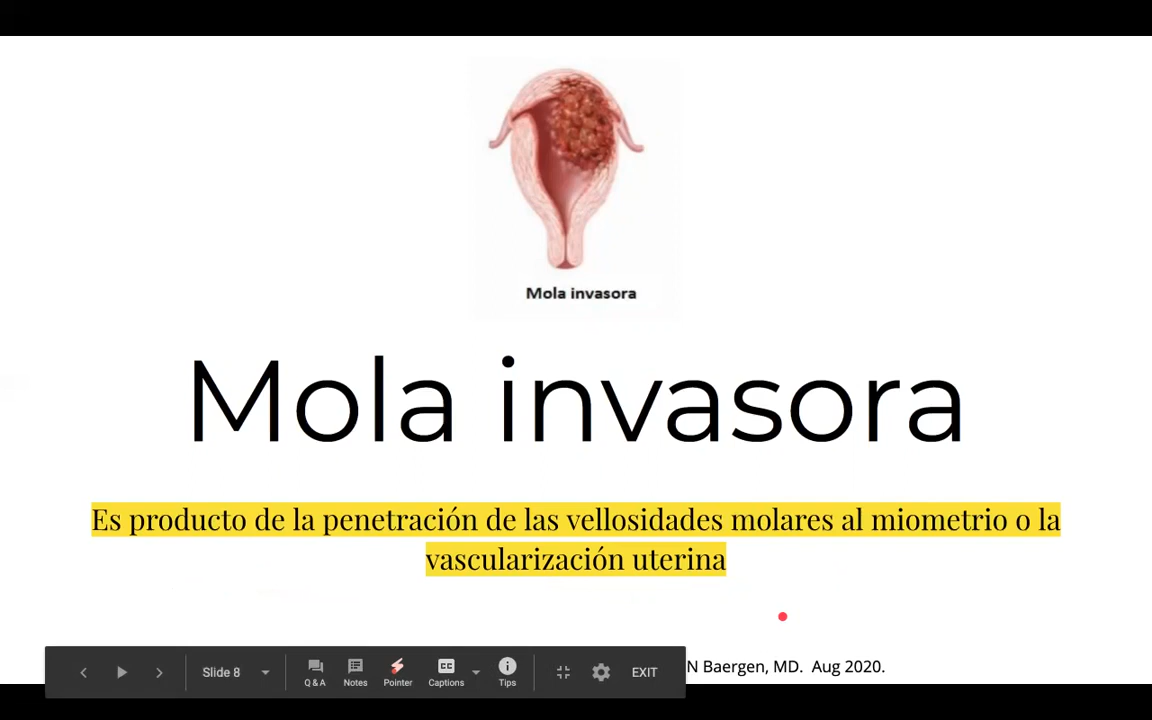 Mola invasora
Mola invasora
Es producto de la penetración de las vellosidades molares al miometrio o la
vascularización uterina
N Baergen, MD. Aug 2020.
Slide 8
Q & A
Notes
Pointer
CC
Captions
Tips
EXIT